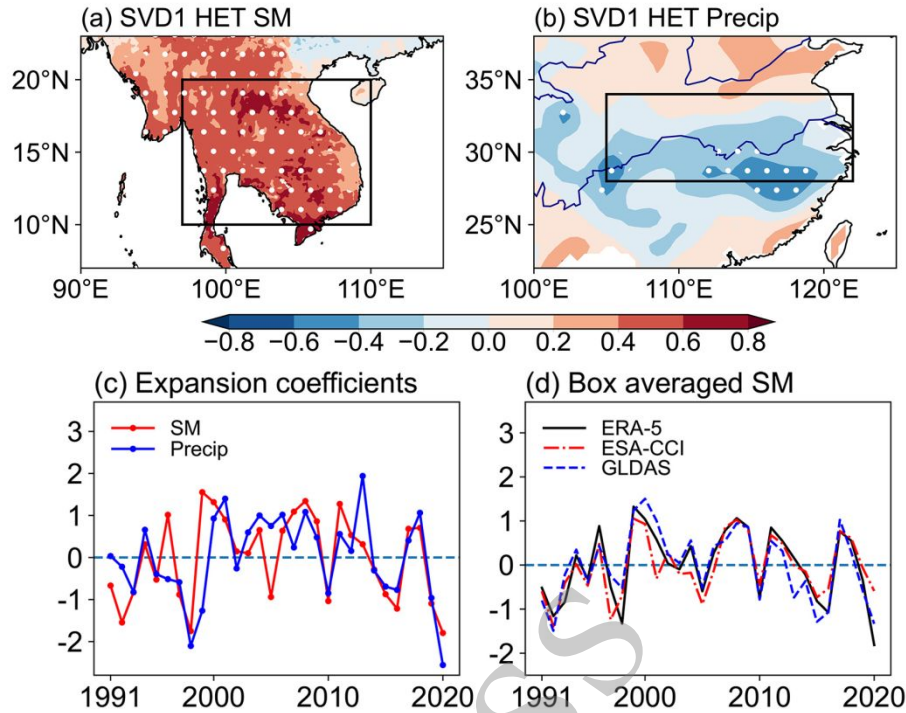 (a) SVD1 HET SM
(b) SVD1 HET Precip
20°N
15°N
10°N
90°E 100°E 110°E
35°N
30°N
25°N
100°E 110°E 120°E
−0.8 −0.6 −0.4 −0.2 0.0 0.2 0.4 0.6 0.8
(c) Expansion coefficients
SM
Precip
3
2
1
0
-1
-2
1991 2000 2010 2020
(d) Box averaged SM
ERA-5
ESA-CCI
GLDAS
3
2
1
0
-1
-2
1991 2000 2010 2020